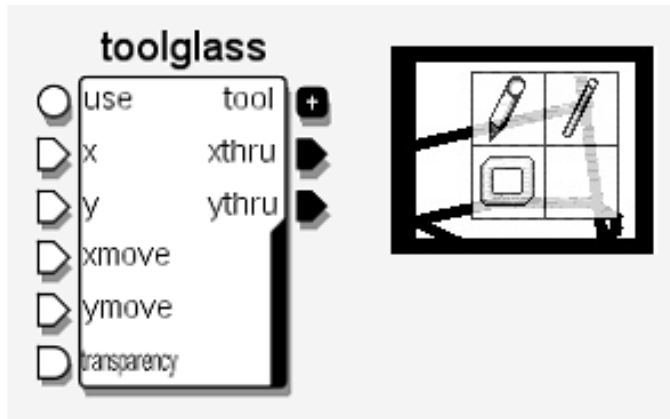 toolglass
use tool
x xthru
y ythru
xmove
ymove
transparency